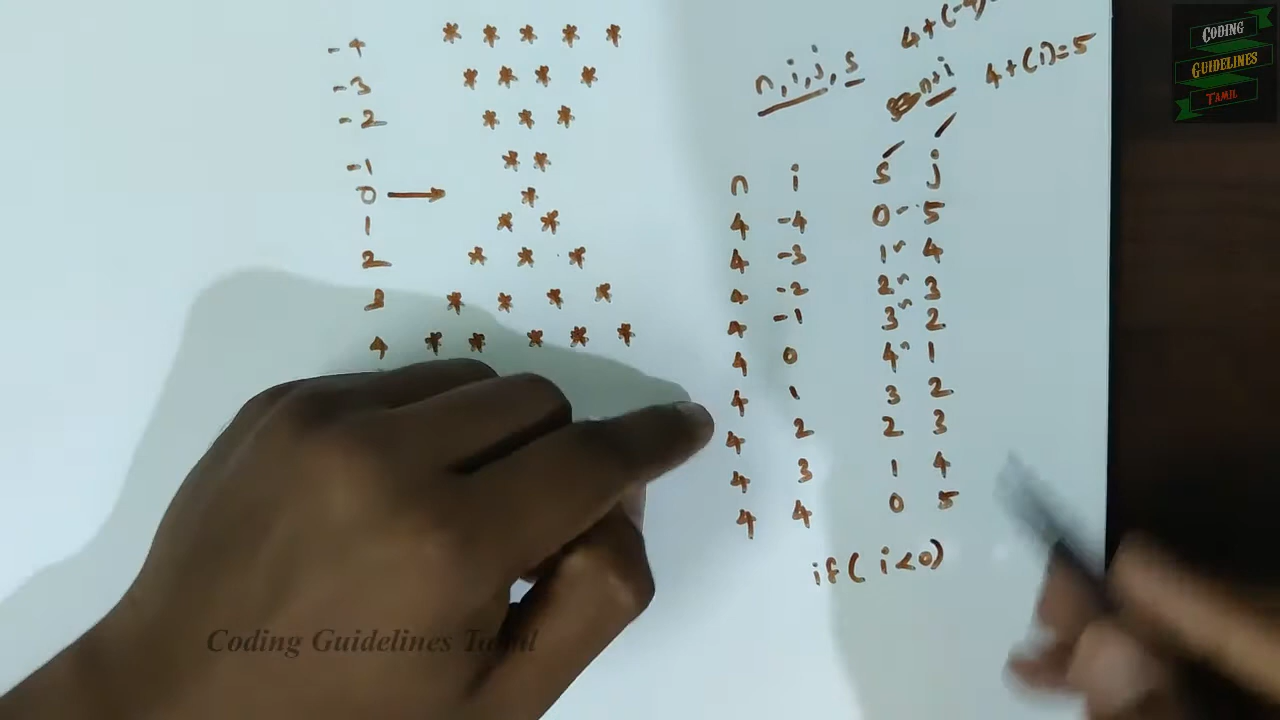 -4 * * * * *
-3 * * * *
-2 * * *
-1 * *
0 → *
1 * *
2 * * *
3 * * * *
4 * * * * *
n, i, j, s
4+(-4)
n+i
4+(i)=5
n i s j
4 -4 0 5
4 -3 1 4
4 -2 2 3
4 -1 3 2
4 0 4 1
4 1 3 2
4 2 2 3
4 3 1 4
4 4 0 5
if ( i<0)
CODING
GUIDELINES
TAMIL
Coding Guidelines Tamil